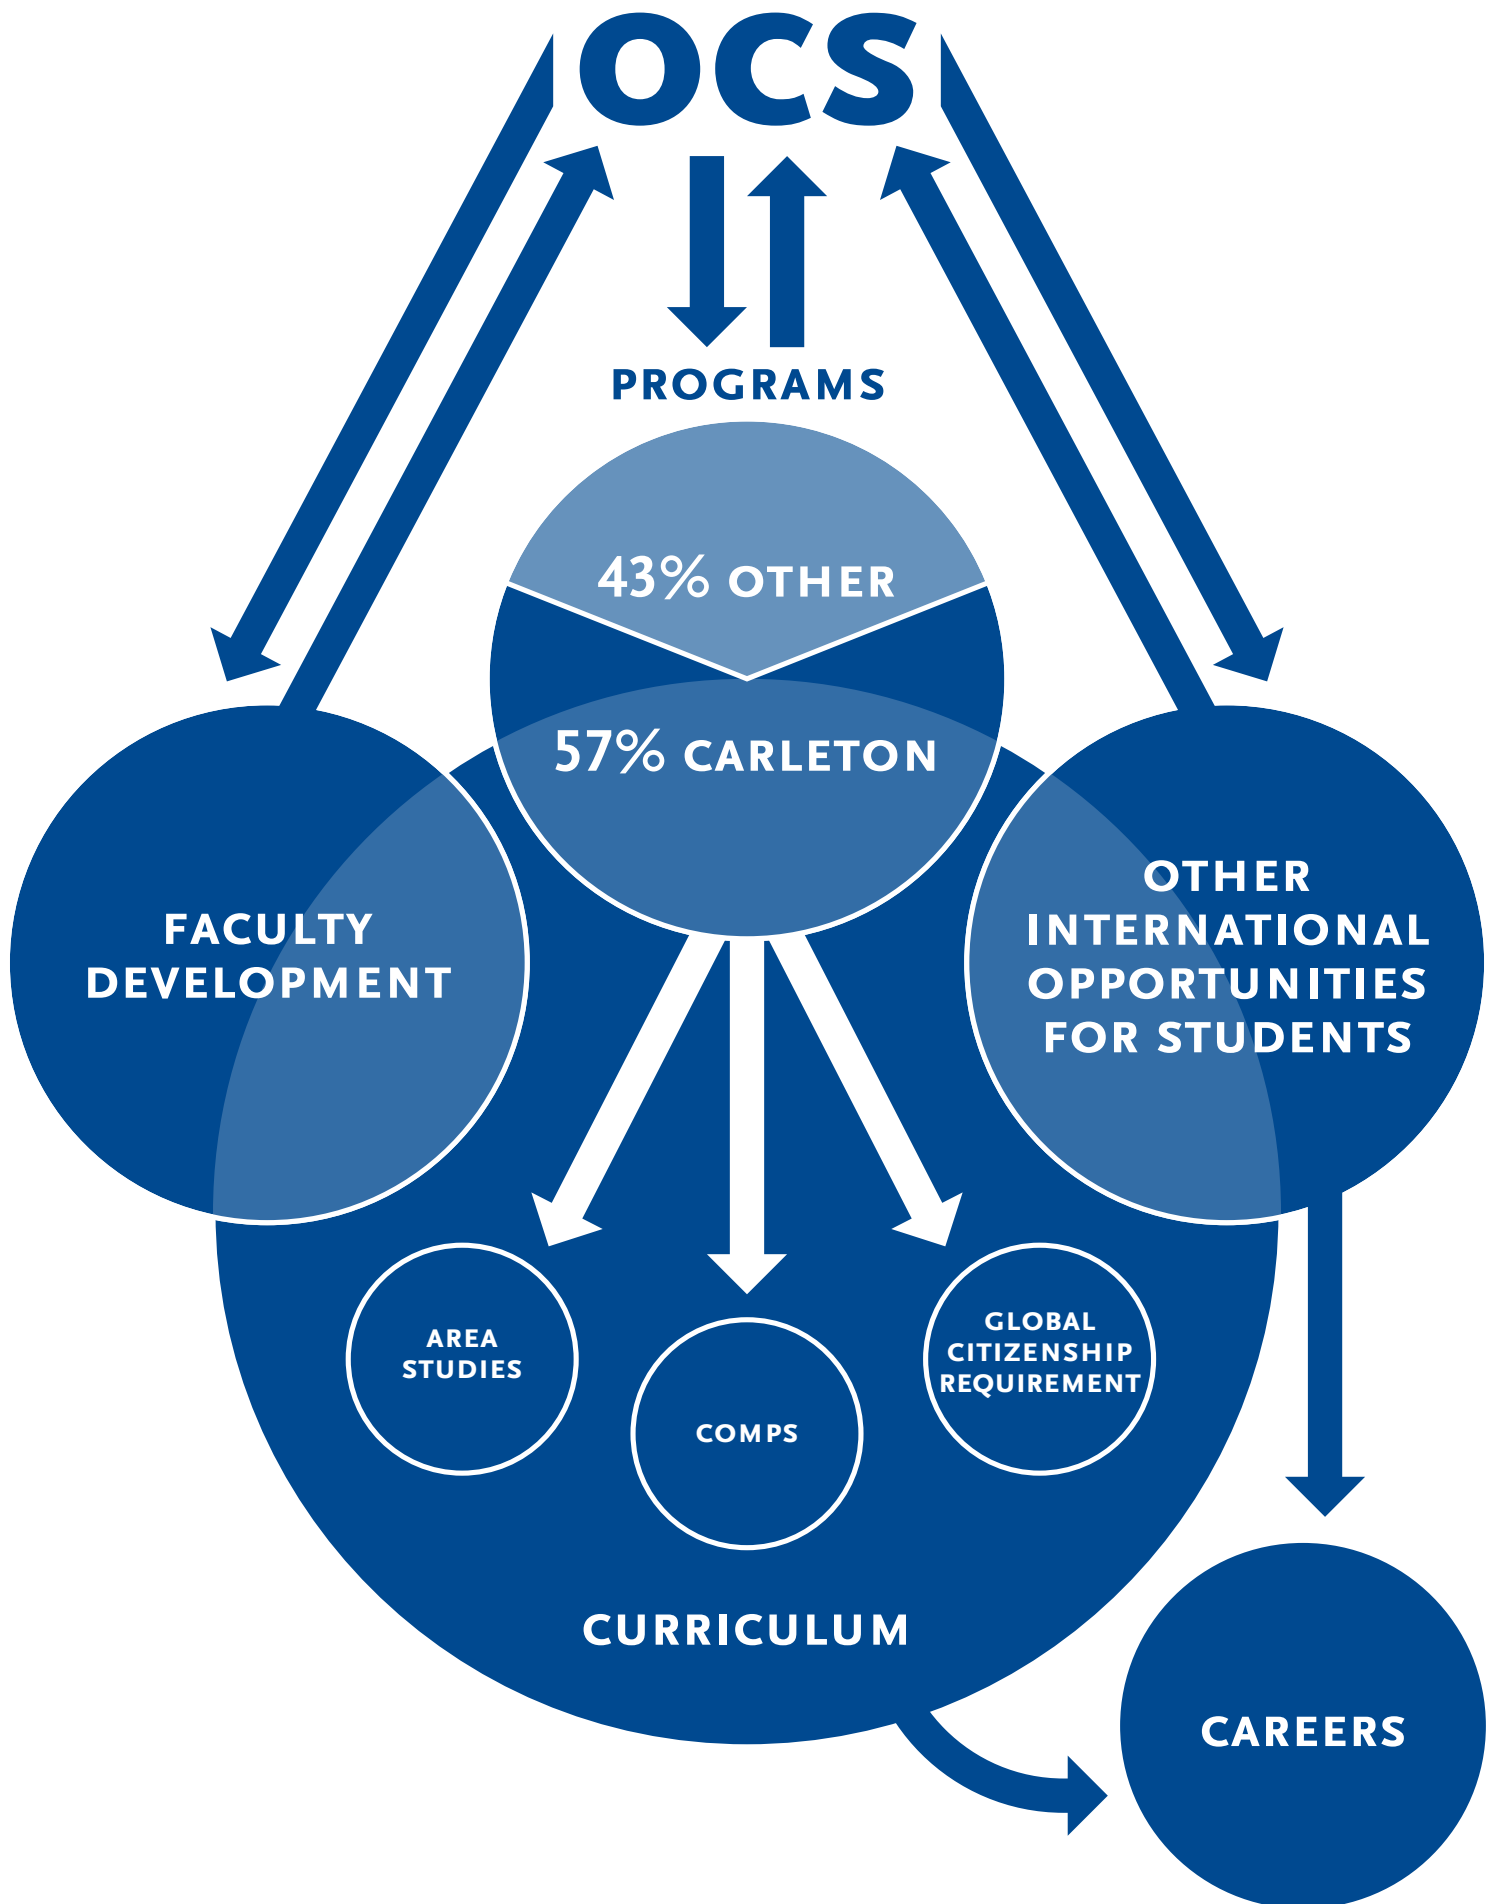 OCS
PROGRAMS
43% OTHER
57% CARLETON
FACULTY
DEVELOPMENT
OTHER
INTERNATIONAL
OPPORTUNITIES
FOR STUDENTS
AREA
STUDIES
COMPS
GLOBAL
CITIZENSHIP
REQUIREMENT
CURRICULUM
CAREERS